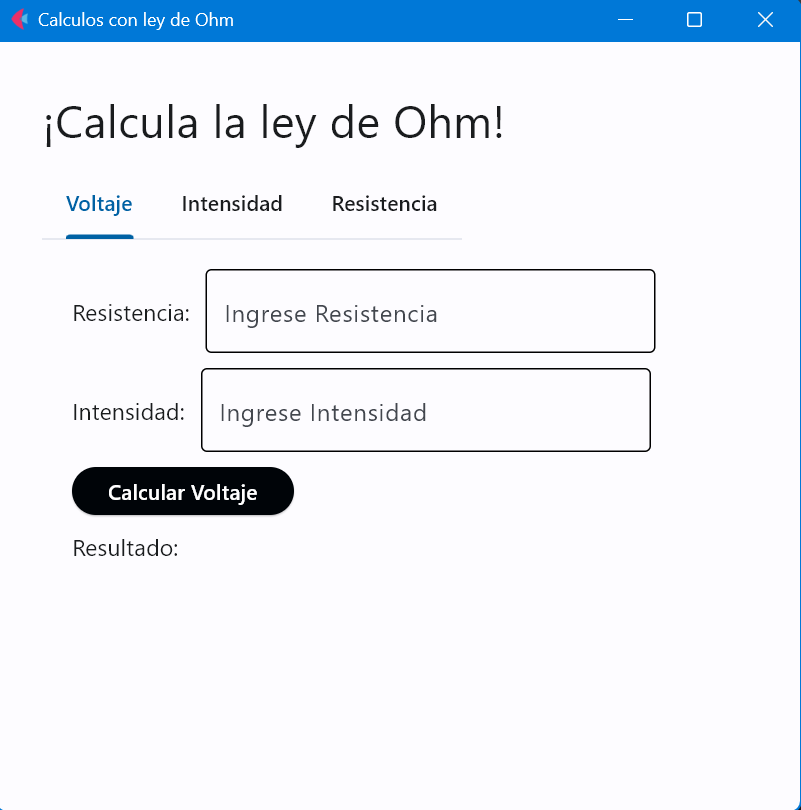 Calculos con ley de Ohm
¡Calcula la ley de Ohm!
Voltaje Intensidad Resistencia
Resistencia: Ingrese Resistencia
Intensidad: Ingrese Intensidad
Calcular Voltaje
Resultado: